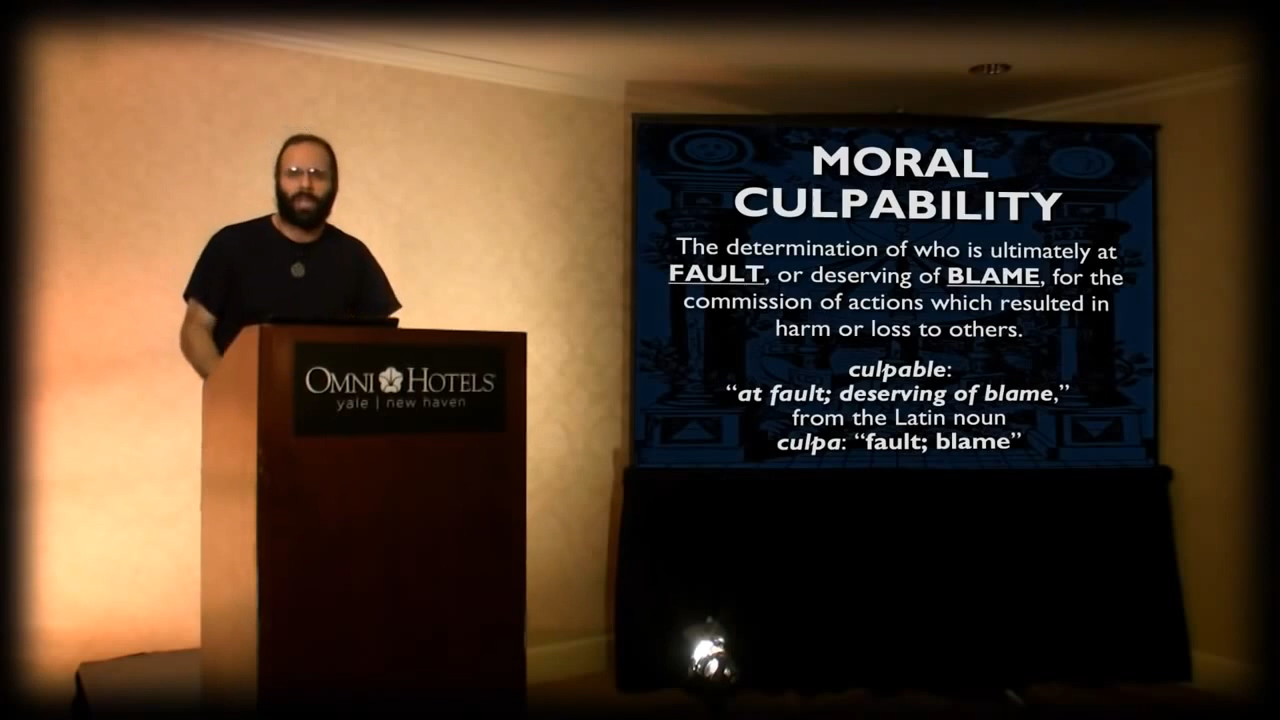 OMNI HOTELS
yale | new haven
MORAL
CULPABILITY
The determination of who is ultimately at
FAULT, or deserving of BLAME, for the
commission of actions which resulted in
harm or loss to others.
culpable:
“at fault; deserving of blame,”
from the Latin noun
culpa: “fault; blame”